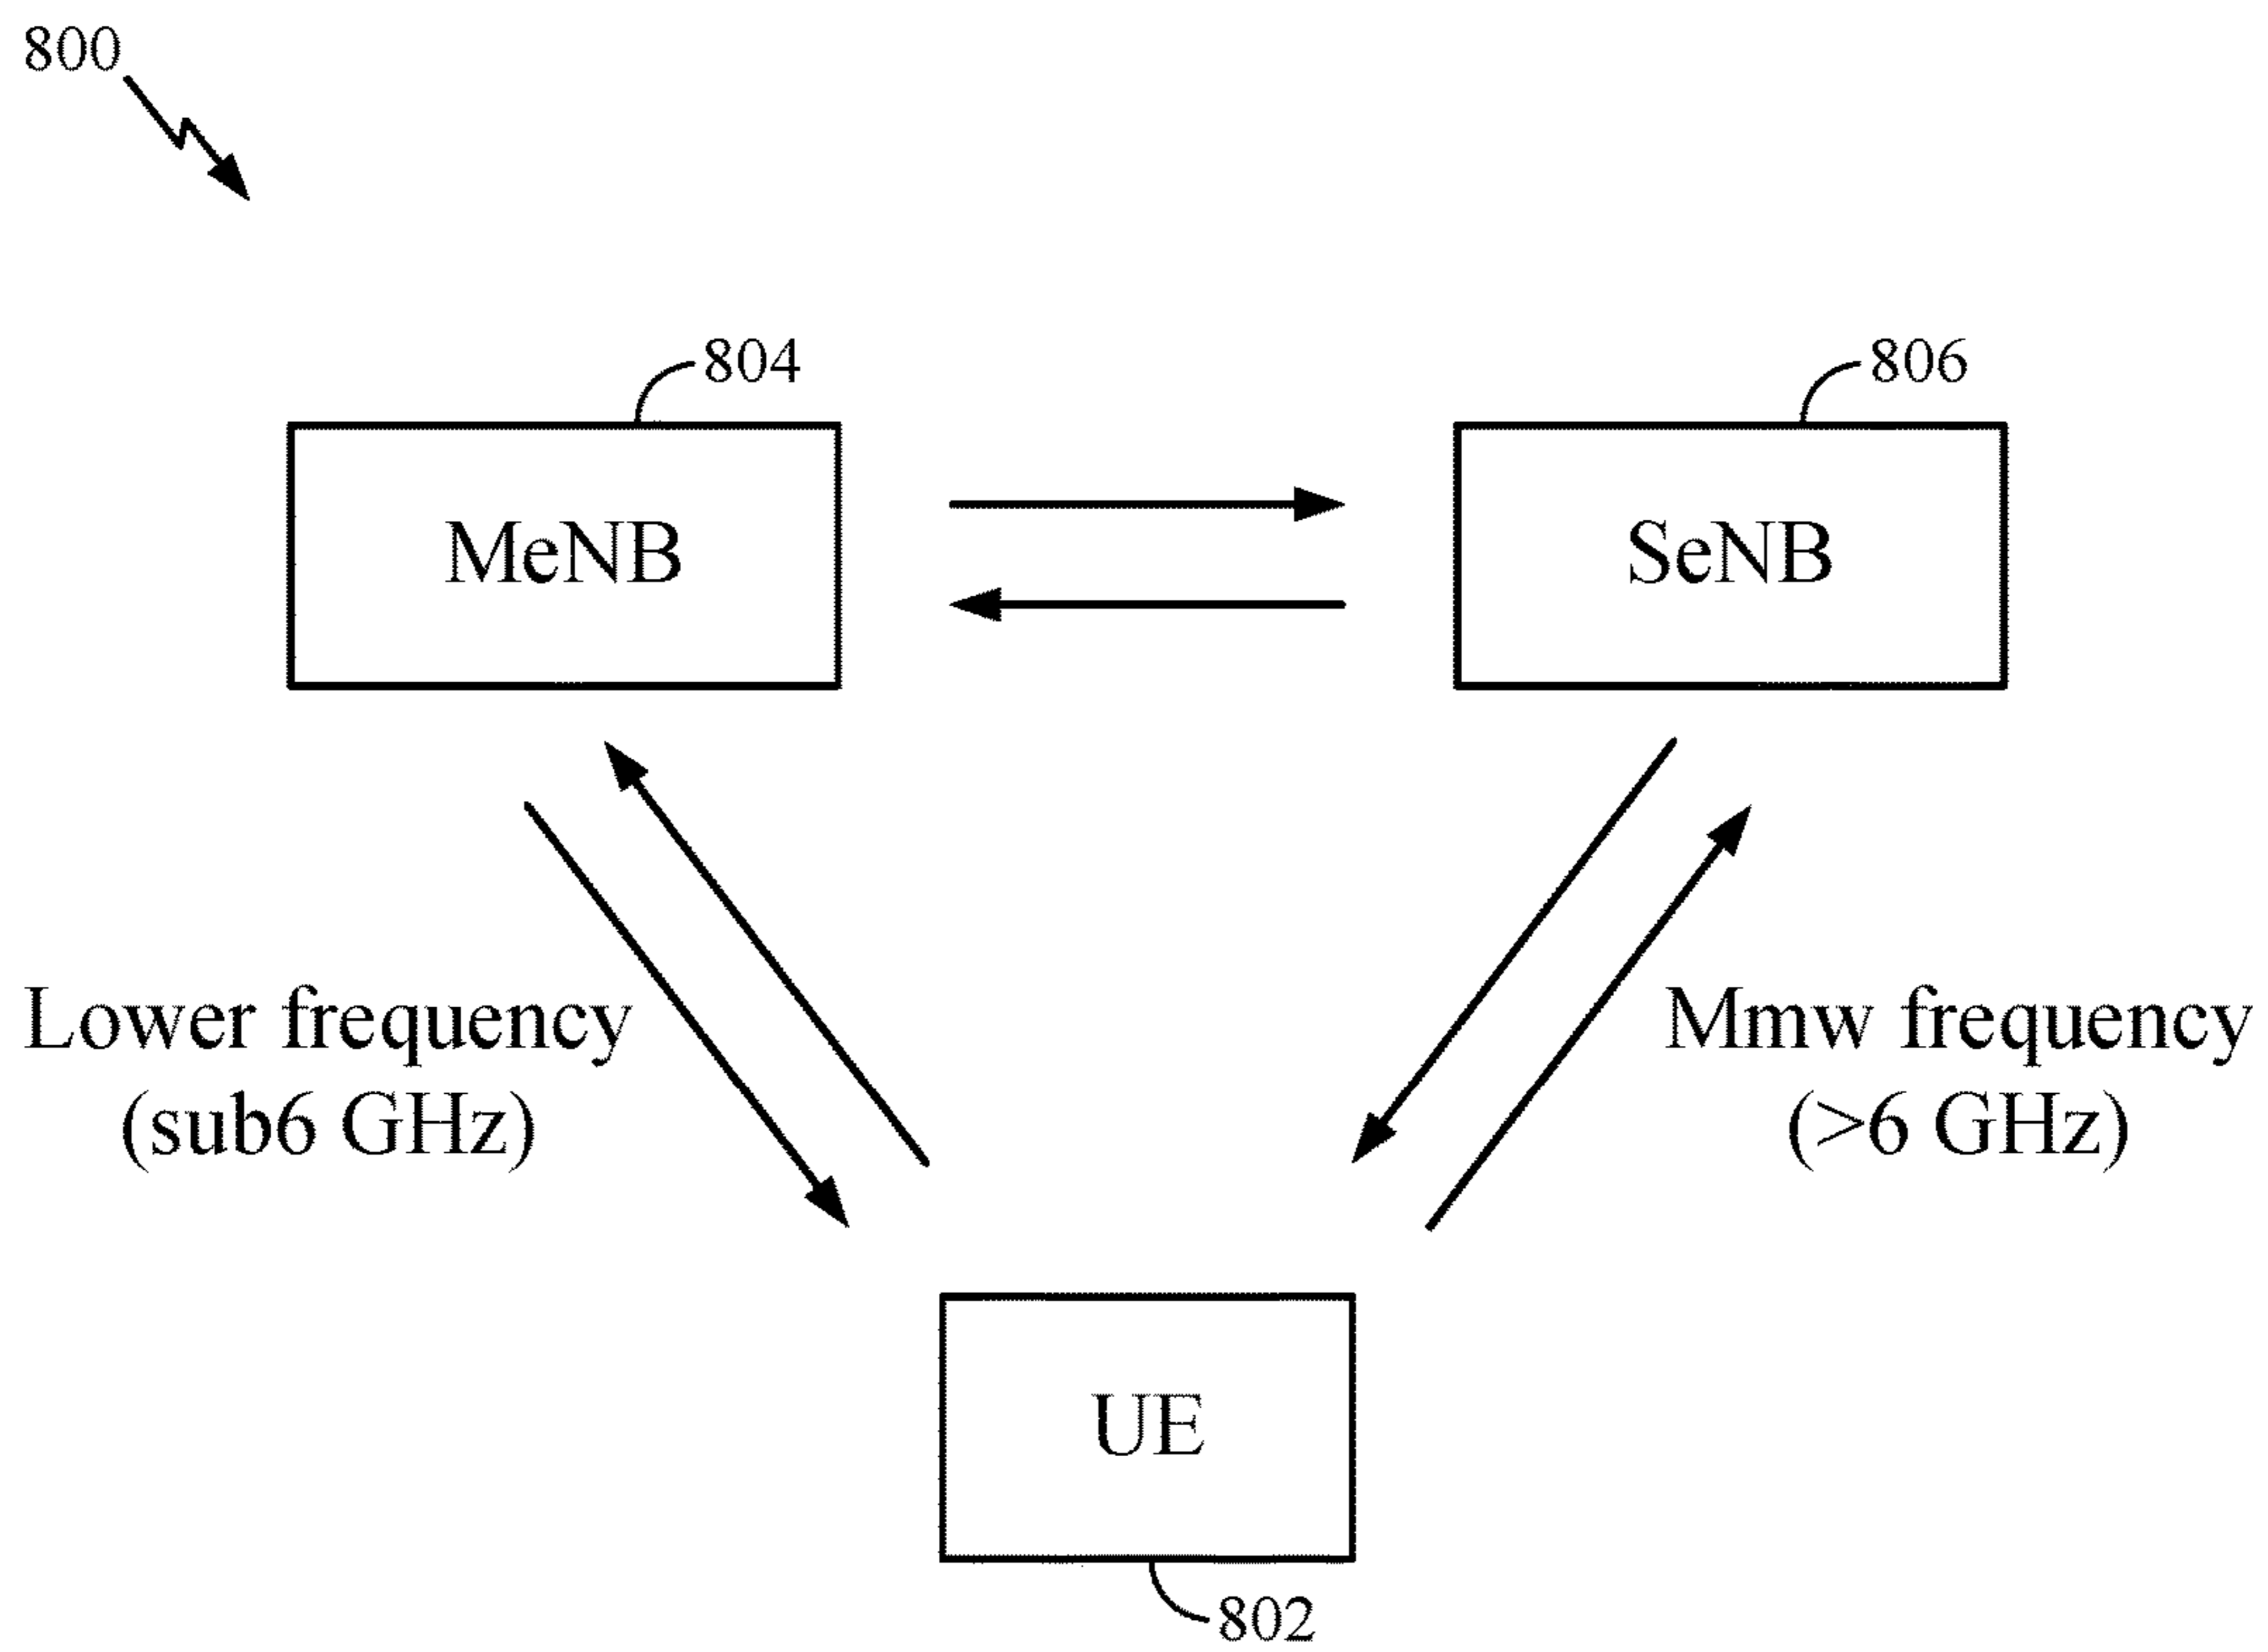 800
804
806
MeNB
SeNB
Lower frequency
(sub6 GHz)
Mmw frequency
(>6 GHz)
UE
802